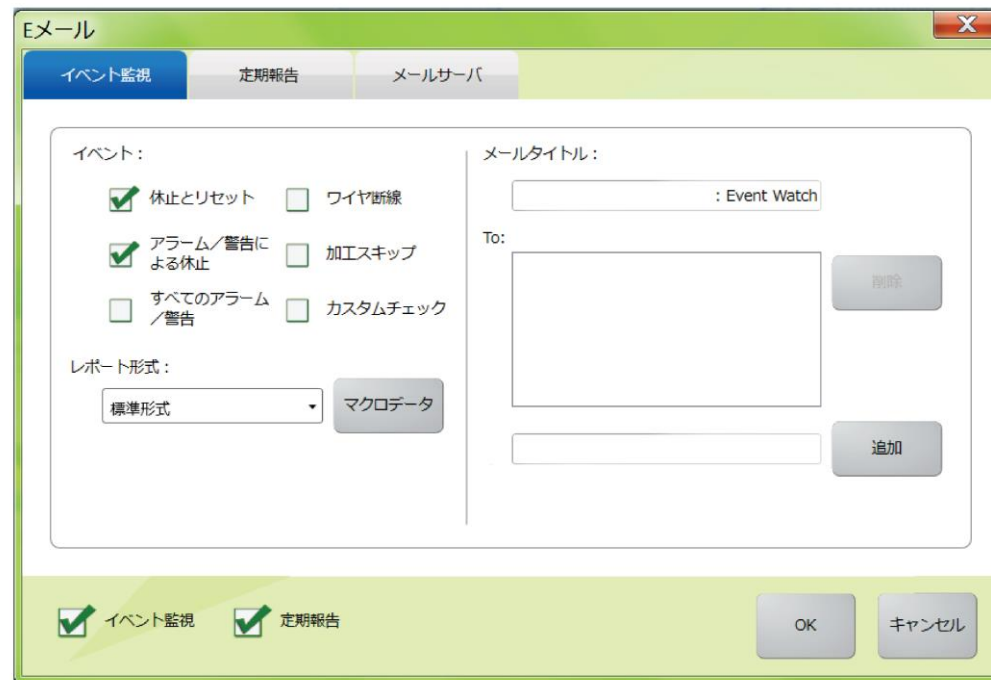 Eメール
イベント監視
定期報告
メールサーバ
イベント：
休止とリセット
ワイヤ断線
アラーム／警告に
よる休止
加工スキップ
すべてのアラーム
／警告
カスタムチェック
レポート形式：
標準形式
マクロデータ
メールタイトル：
: Event Watch
To:
削除
追加
イベント監視
定期報告
OK
キャンセル